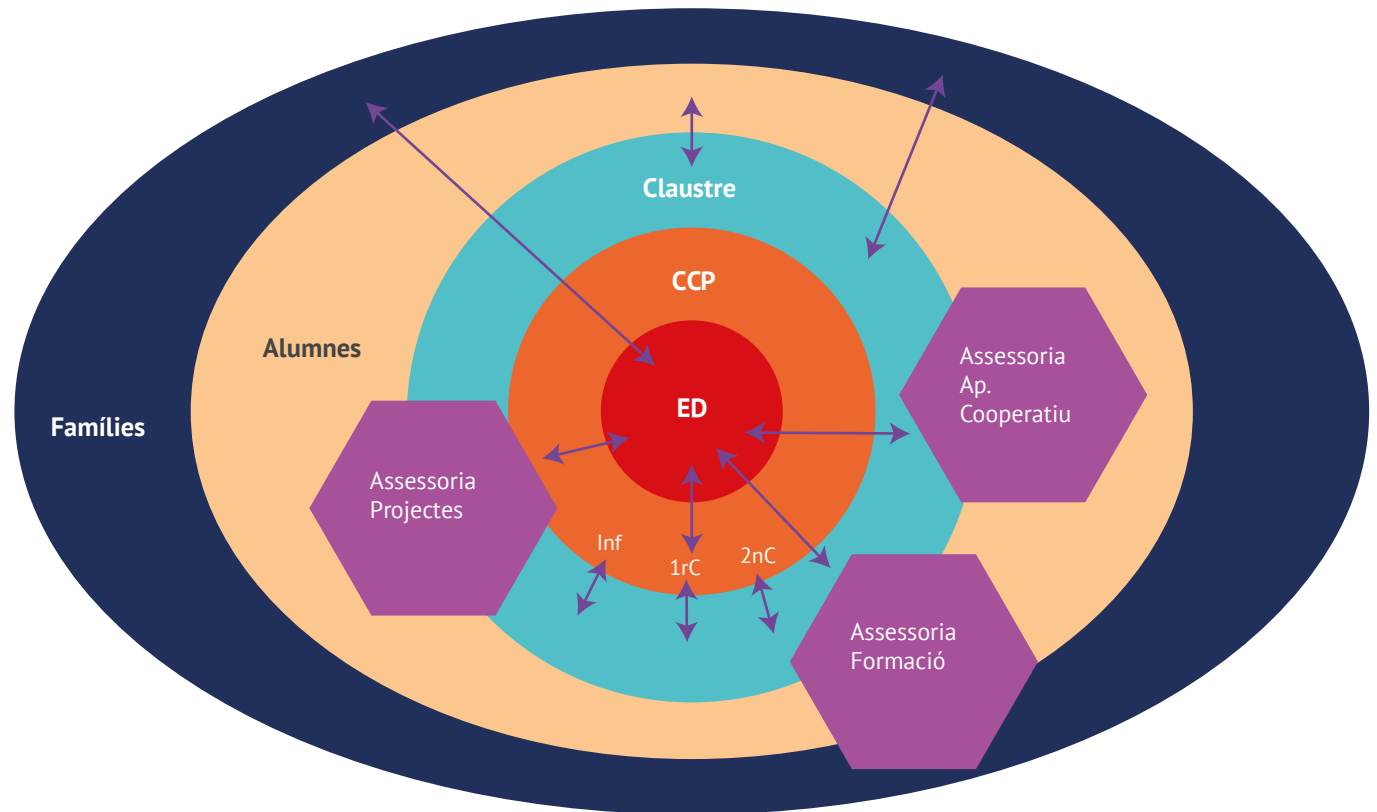 Claustre
CCP
Alumnes
Assessoria
Ap.
Cooperatiu
ED
Famílies
Assessoria
Projectes
Inf
1rC
2nC
Assessoria
Formació